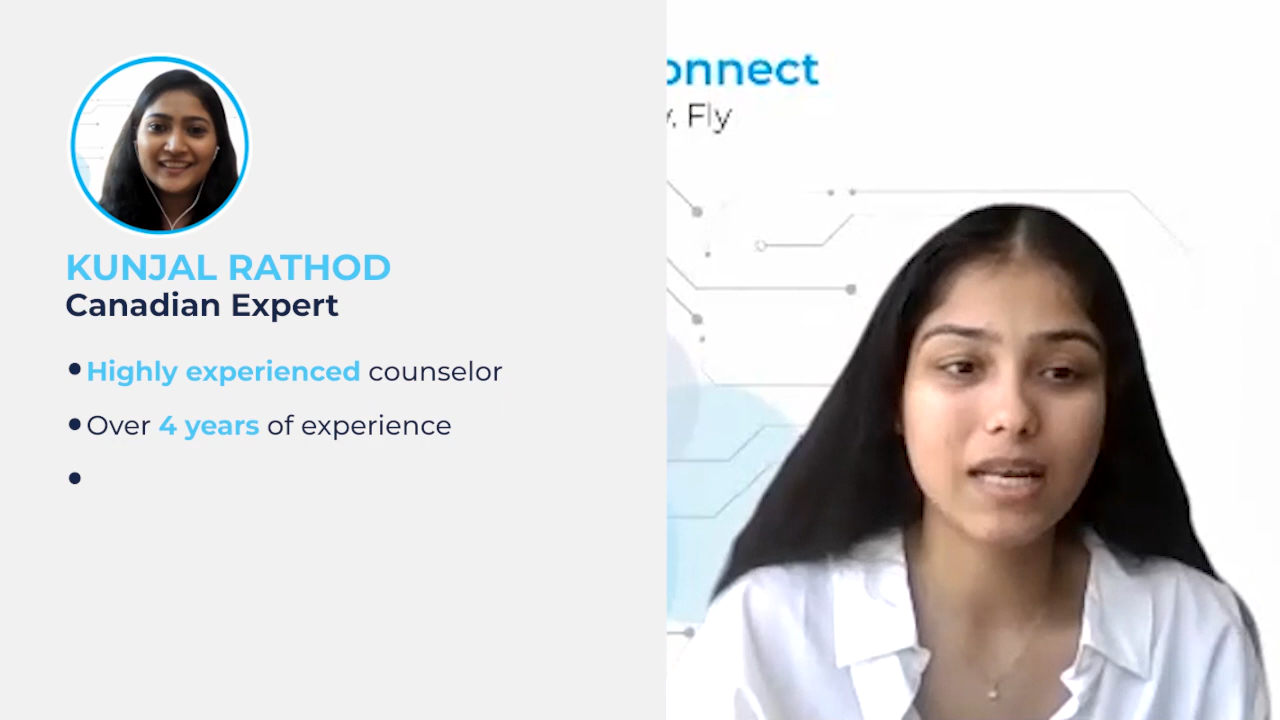 KUNJAL RATHOD
Canadian Expert
• Highly experienced counselor
• Over 4 years of experience
•
onnect
y. Fly